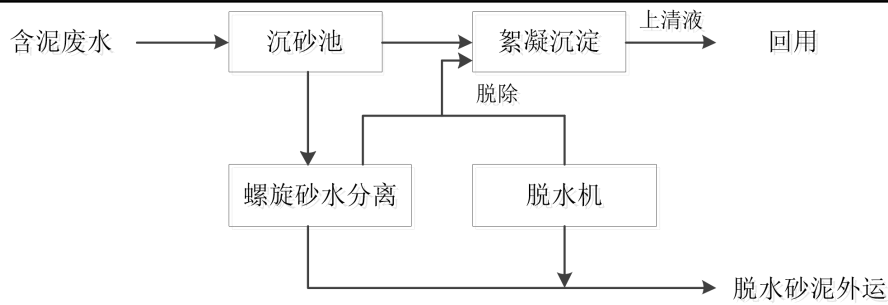 上清液
含泥废水
沉砂池
絮凝沉淀
回用
脱除
螺旋砂水分离
脱水机
脱水砂泥外运